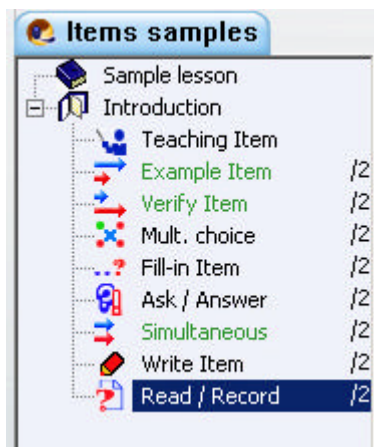 Items samples
Sample lesson
Introduction
Teaching Item
Example Item /2
Verify Item /2
Mult. choice /2
Fill-in Item /2
Ask / Answer /2
Simultaneous /2
Write Item /2
Read / Record /2